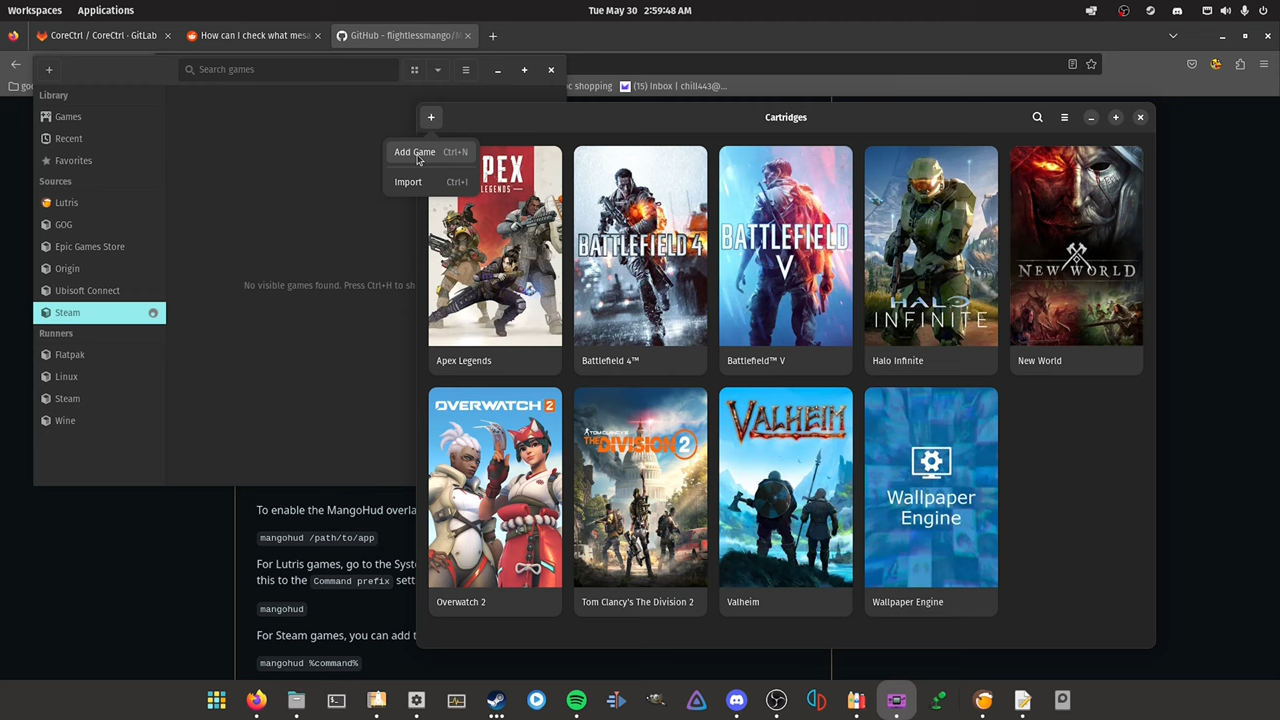 Workspaces Applications Tue May 30 2:59:48 AM
CoreCtrl / CoreCtrl · GitLab How can I check what mesa GitHub - flightlessmango/M
Search games
shopping (15) Inbox | chill443@...
Library
Games
Recent
Favorites
Sources
Lutris
GOG
Epic Games Store
Origin
Ubisoft Connect
Steam
Runners
Flatpak
Linux
Steam
Wine
No visible games found. Press Ctrl+H to sh
Cartridges
Add Game Ctrl+N
Import Ctrl+I
APEX
LEGENDS
BATTLEFIELD 4
BATTLEFIELD
V
HALO
INFINITE
NEW WORLD
Apex Legends
Battlefield 4™
Battlefield™ V
Halo Infinite
New World
OVERWATCH 2
TOM CLANCY'S
THE DIVISION 2
VALHEIM
Wallpaper
Engine
Overwatch 2
Tom Clancy's The Division 2
Valheim
Wallpaper Engine
To enable the MangoHud overla
mangohud /path/to/app
For Lutris games, go to the Syst
this to the Command prefix sett
mangohud
For Steam games, you can add t
mangohud %command%